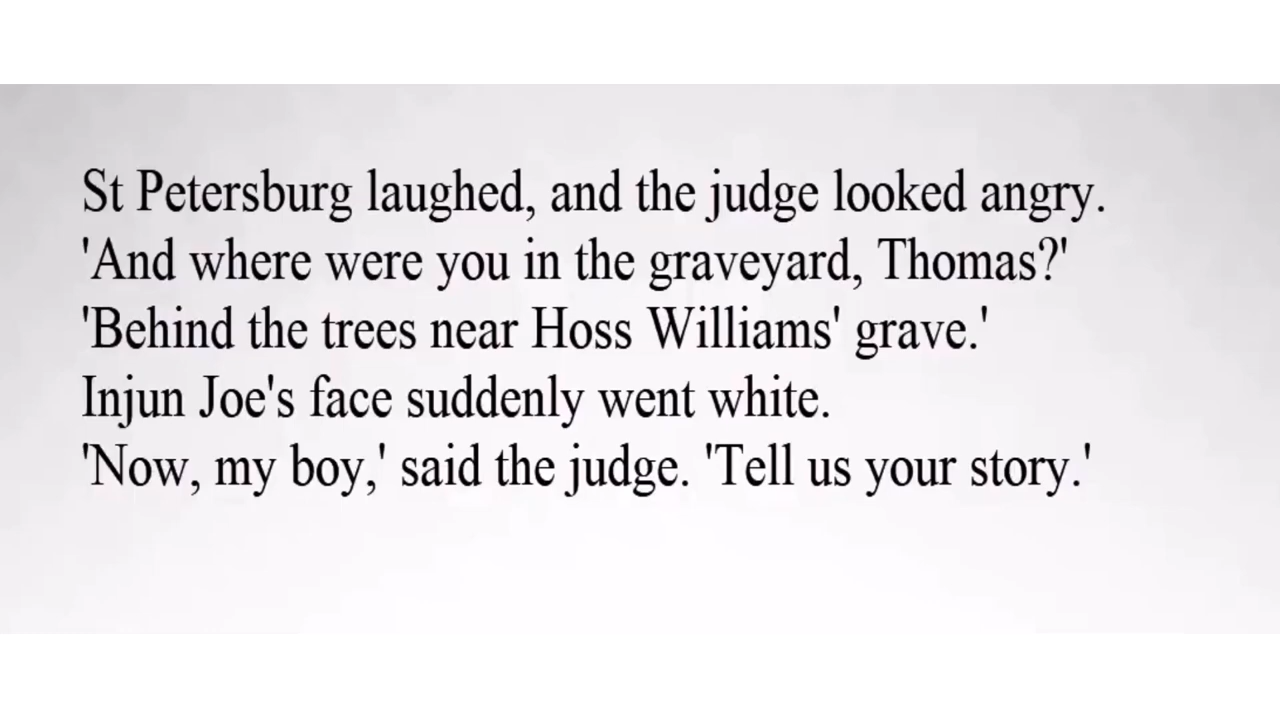 St Petersburg laughed, and the judge looked angry.
'And where were you in the graveyard, Thomas?'
'Behind the trees near Hoss Williams' grave.'
Injun Joe's face suddenly went white.
'Now, my boy,' said the judge. 'Tell us your story.'